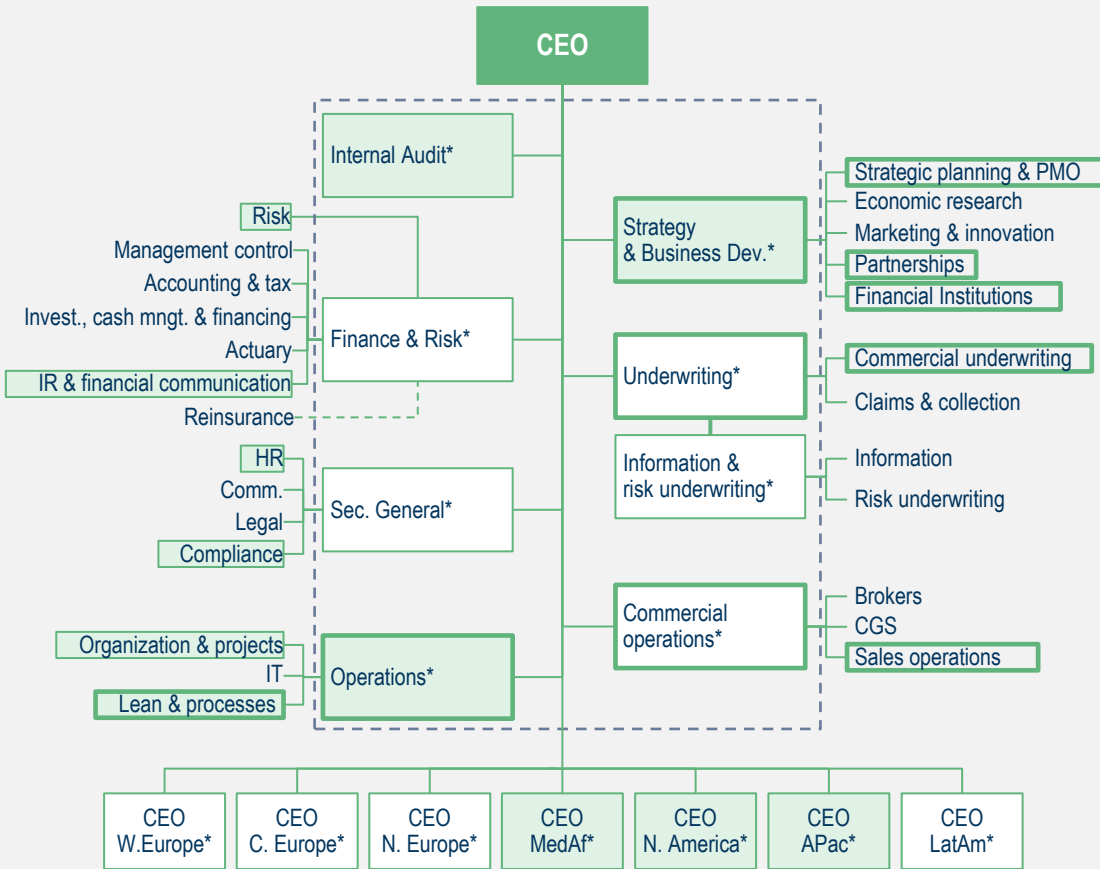 CEO
Internal Audit*
Risk
Management control
Accounting & tax
Invest., cash mngt. & financing
Actuary
IR & financial communication
Reinsurance
Finance & Risk*
HR
Comm.
Legal
Compliance
Sec. General*
Organization & projects
IT
Lean & processes
Operations*
Strategy
& Business Dev.*
Strategic planning & PMO
Economic research
Marketing & innovation
Partnerships
Financial Institutions
Underwriting*
Commercial underwriting
Claims & collection
Information &
risk underwriting*
Information
Risk underwriting
Commercial
operations*
Brokers
CGS
Sales operations
CEO
W.Europe*
CEO
C. Europe*
CEO
N. Europe*
CEO
MedAf*
CEO
N. America*
CEO
APac*
CEO
LatAm*